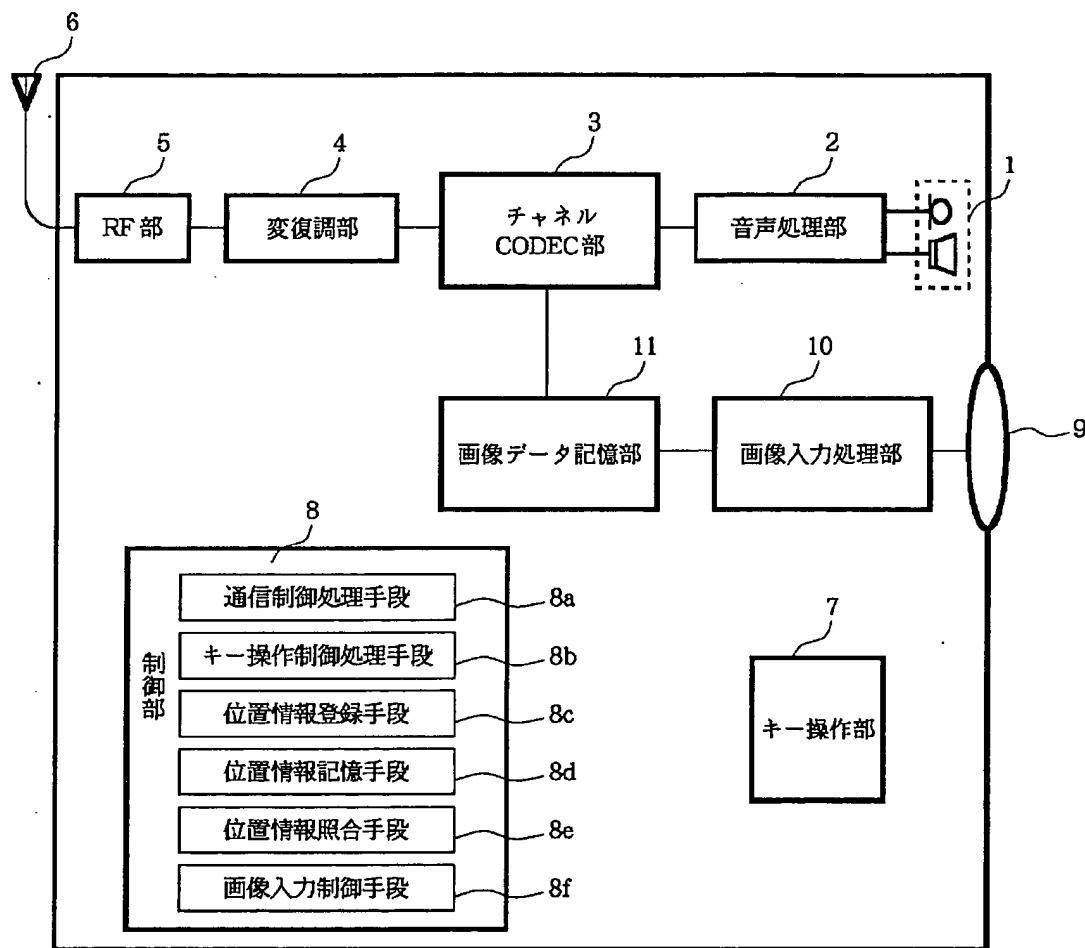 6
5
4
3
2
1
RF部
変復調部
チャネル
CODEC部
音声処理部
11
10
9
画像データ記憶部
画像入力処理部
8
制御部
通信制御処理手段
8a
キー操作制御処理手段
8b
位置情報登録手段
8c
位置情報記憶手段
8d
位置情報照合手段
8e
画像入力制御手段
8f
7
キー操作部